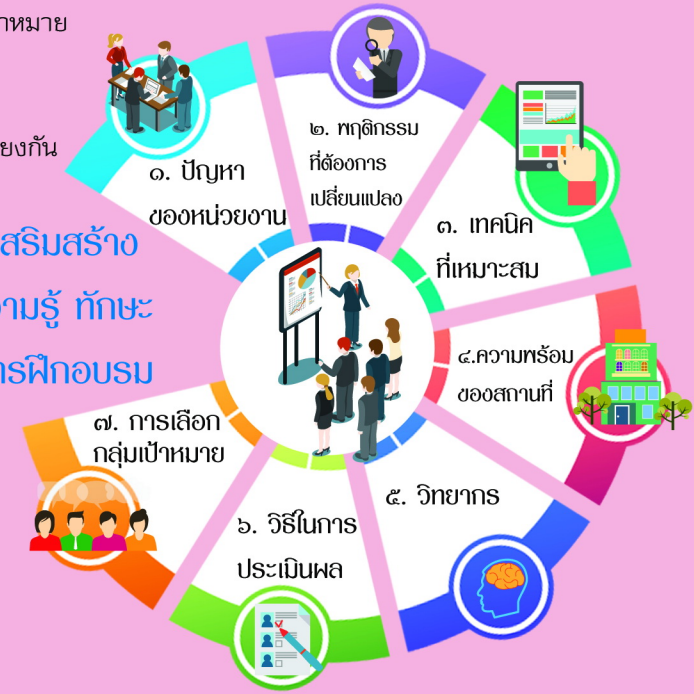 าหมาย
ยงกัน
สริมสร้าง
วามรู้ ทักษะ
ารฝึกอบรม
๑. ปัญหา
ของหน่วยงาน
๒. พฤติกรรม
ที่ต้องการ
เปลี่ยนแปลง
๓. เทคนิค
ที่เหมาะสม
๔.ความพร้อม
ของสถานที่
๕. วิทยากร
๖. วิธีในการ
ประเมินผล
๗. การเลือก
กลุ่มเป้าหมาย